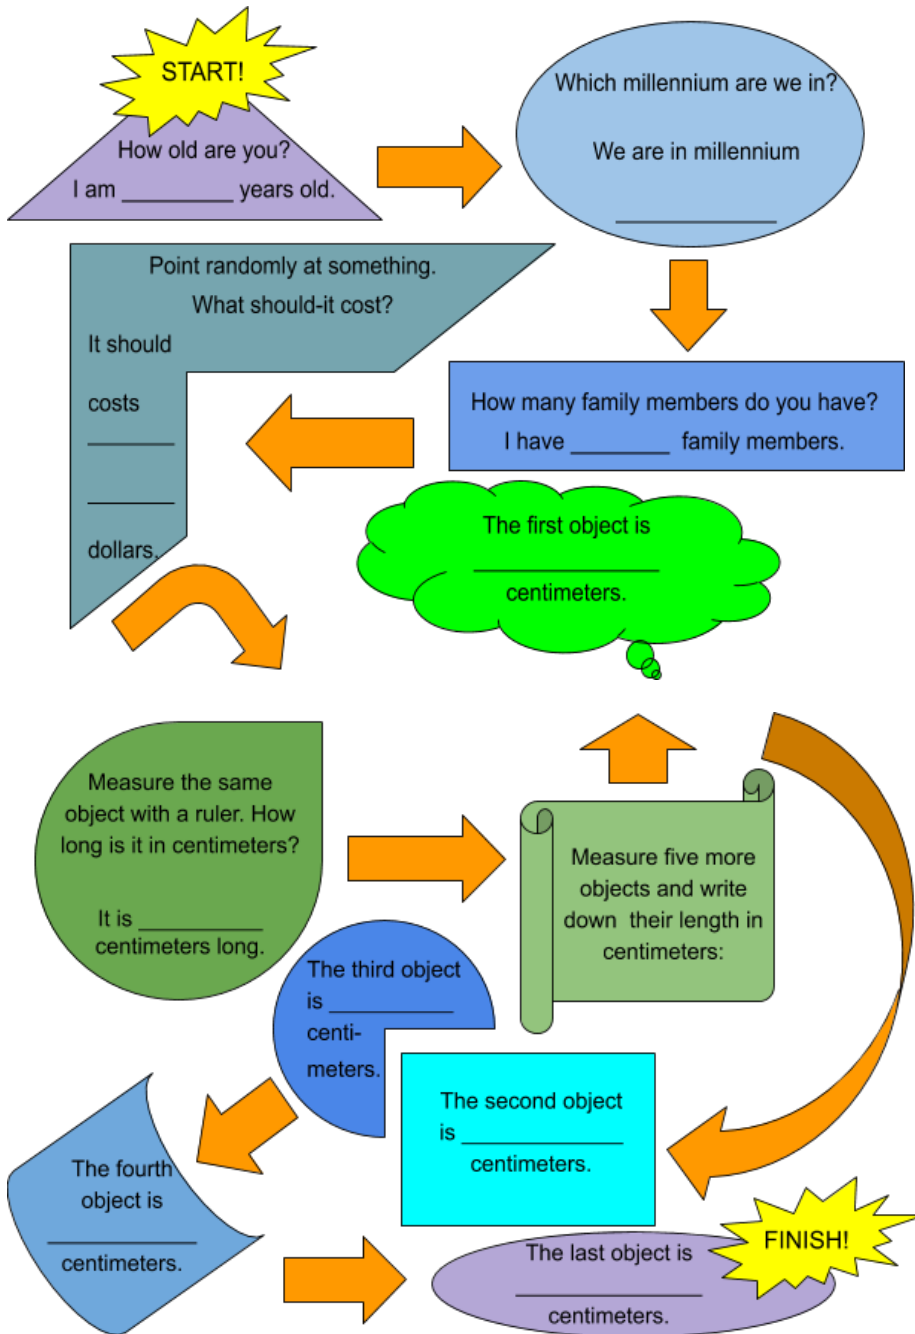 START!
How old are you?
I am _________ years old.
Which millennium are we in?
We are in millennium
_____________
How many family members do you have?
I have ________ family members.
Point randomly at something.
What should-it cost?
It should
costs
_______
_______
dollars.
Measure the same
object with a ruler. How
long is it in centimeters?
It is __________
centimeters long.
Measure five more
objects and write
down their length in
centimeters:
The first object is
_______________
centimeters.
The second object
is _____________
centimeters.
The third object
is __________
centi-
meters.
The fourth
object is
__________
centimeters.
The last object is
_______________
centimeters.
FINISH!